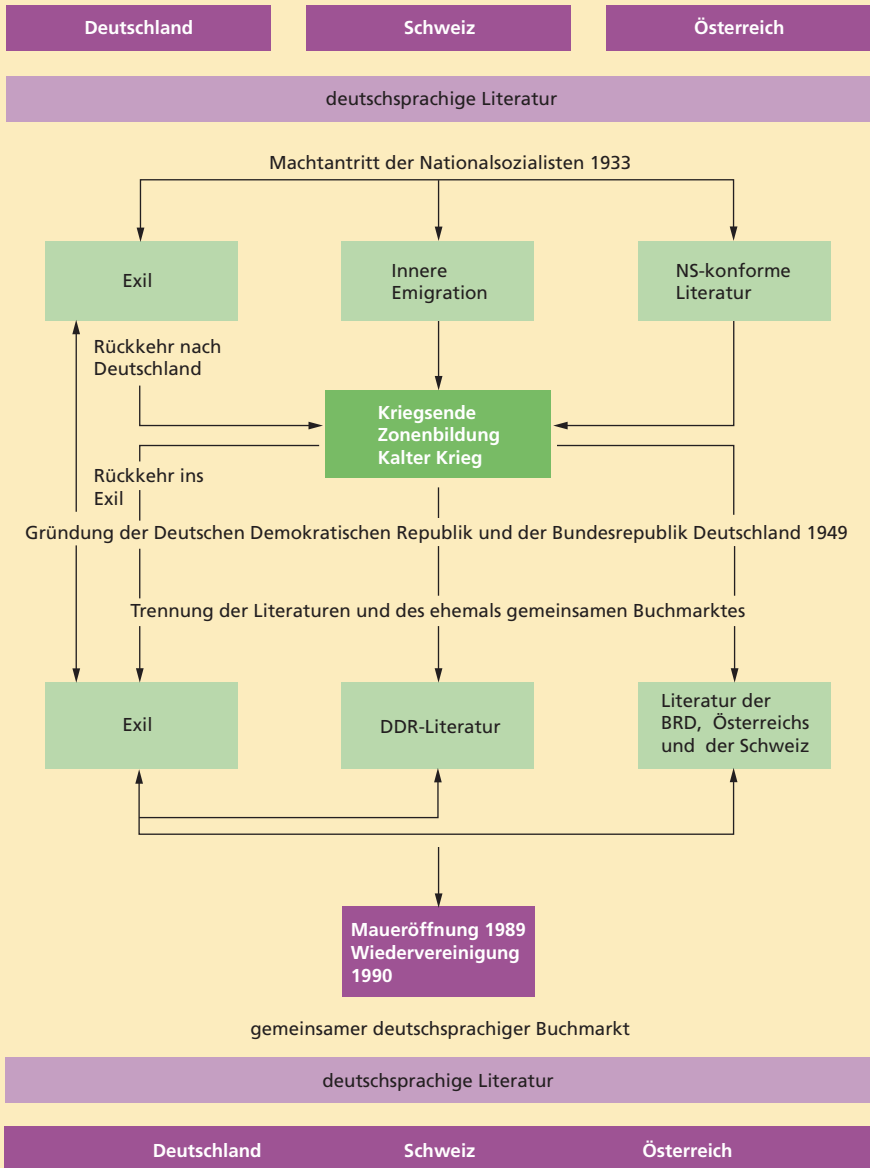 Deutschland
Schweiz
Österreich
deutschsprachige Literatur
Machtantritt der Nationalsozialisten 1933
Exil
Innere
Emigration
NS-konforme
Literatur
Rückkehr nach
Deutschland
Kriegsende
Zonenbildung
Kalter Krieg
Rückkehr ins
Exil
Gründung der Deutschen Demokratischen Republik und der Bundesrepublik Deutschland 1949
Trennung der Literaturen und des ehemals gemeinsamen Buchmarktes
Exil
DDR-Literatur
Literatur der
BRD, Österreichs
und der Schweiz
Maueröffnung 1989
Wiedervereinigung
1990
gemeinsamer deutschsprachiger Buchmarkt
deutschsprachige Literatur
Deutschland
Schweiz
Österreich